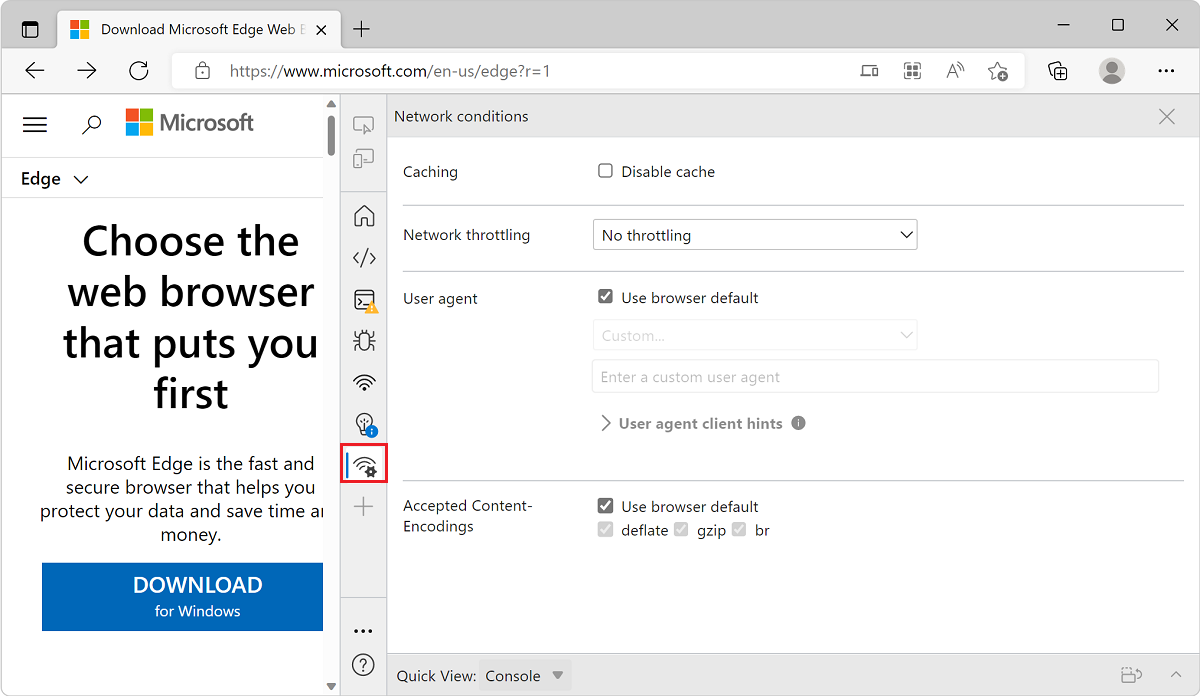 Download Microsoft Edge Web
https://www.microsoft.com/en-us/edge?r=1
Microsoft
Edge
Choose the
web browser
that puts you
first
Microsoft Edge is the fast and
secure browser that helps you
protect your data and save time
money.
DOWNLOAD
for Windows
Network conditions
Caching
Disable cache
Network throttling
No throttling
User agent
Use browser default
Custom...
Enter a custom user agent
User agent client hints
Accepted Content-
Encodings
Use browser default
deflate gzip br
Quick View: Console